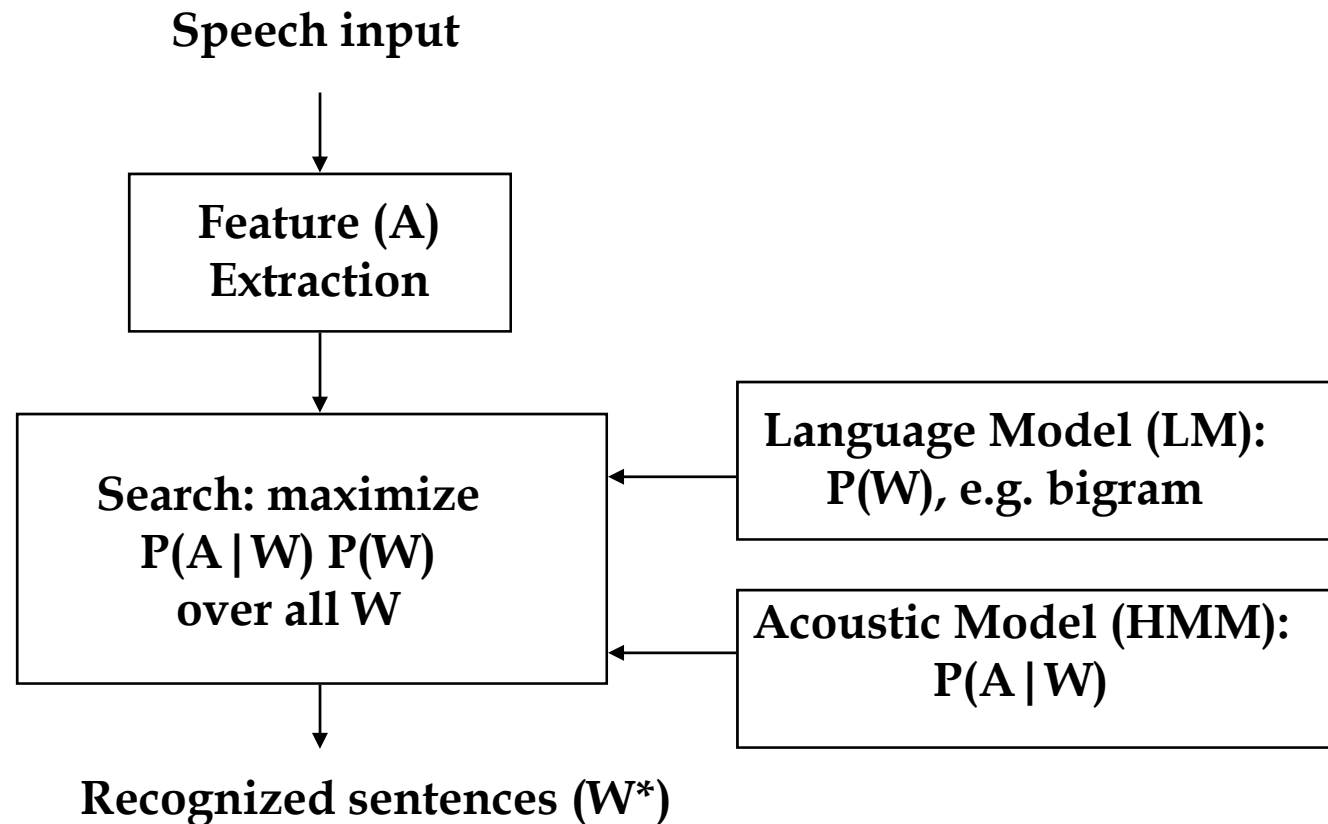 Speech input
Feature (A)
Extraction
Search: maximize
P(A|W) P(W)
over all W
Language Model (LM):
P(W), e.g. bigram
Acoustic Model (HMM):
P(A|W)
Recognized sentences (W*)